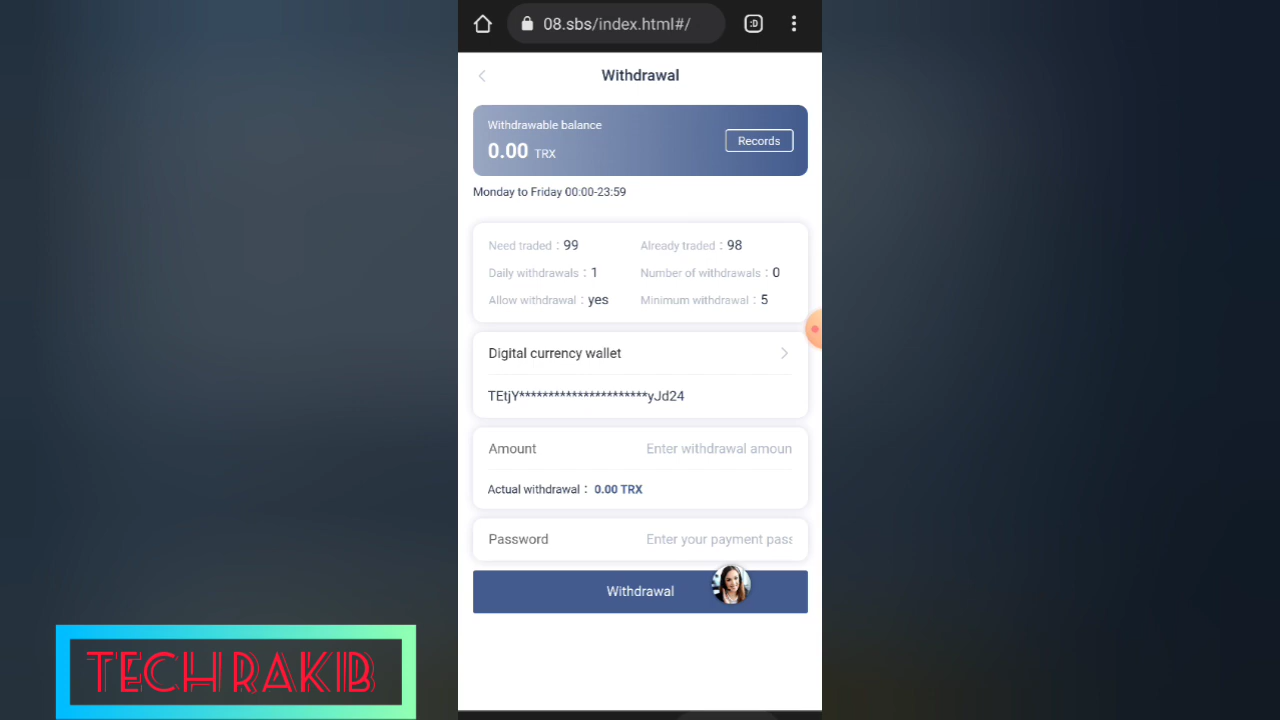 08.sbs/index.html#/
:D
Withdrawal
Withdrawable balance
0.00 TRX
Records
Monday to Friday 00:00-23:59
Need traded : 99 Already traded : 98
Daily withdrawals : 1 Number of withdrawals : 0
Allow withdrawal : yes Minimum withdrawal : 5
Digital currency wallet
TEtjY**********************yJd24
Amount Enter withdrawal amoun
Actual withdrawal : 0.00 TRX
Password Enter your payment pass
Withdrawal
TECH RAKIB